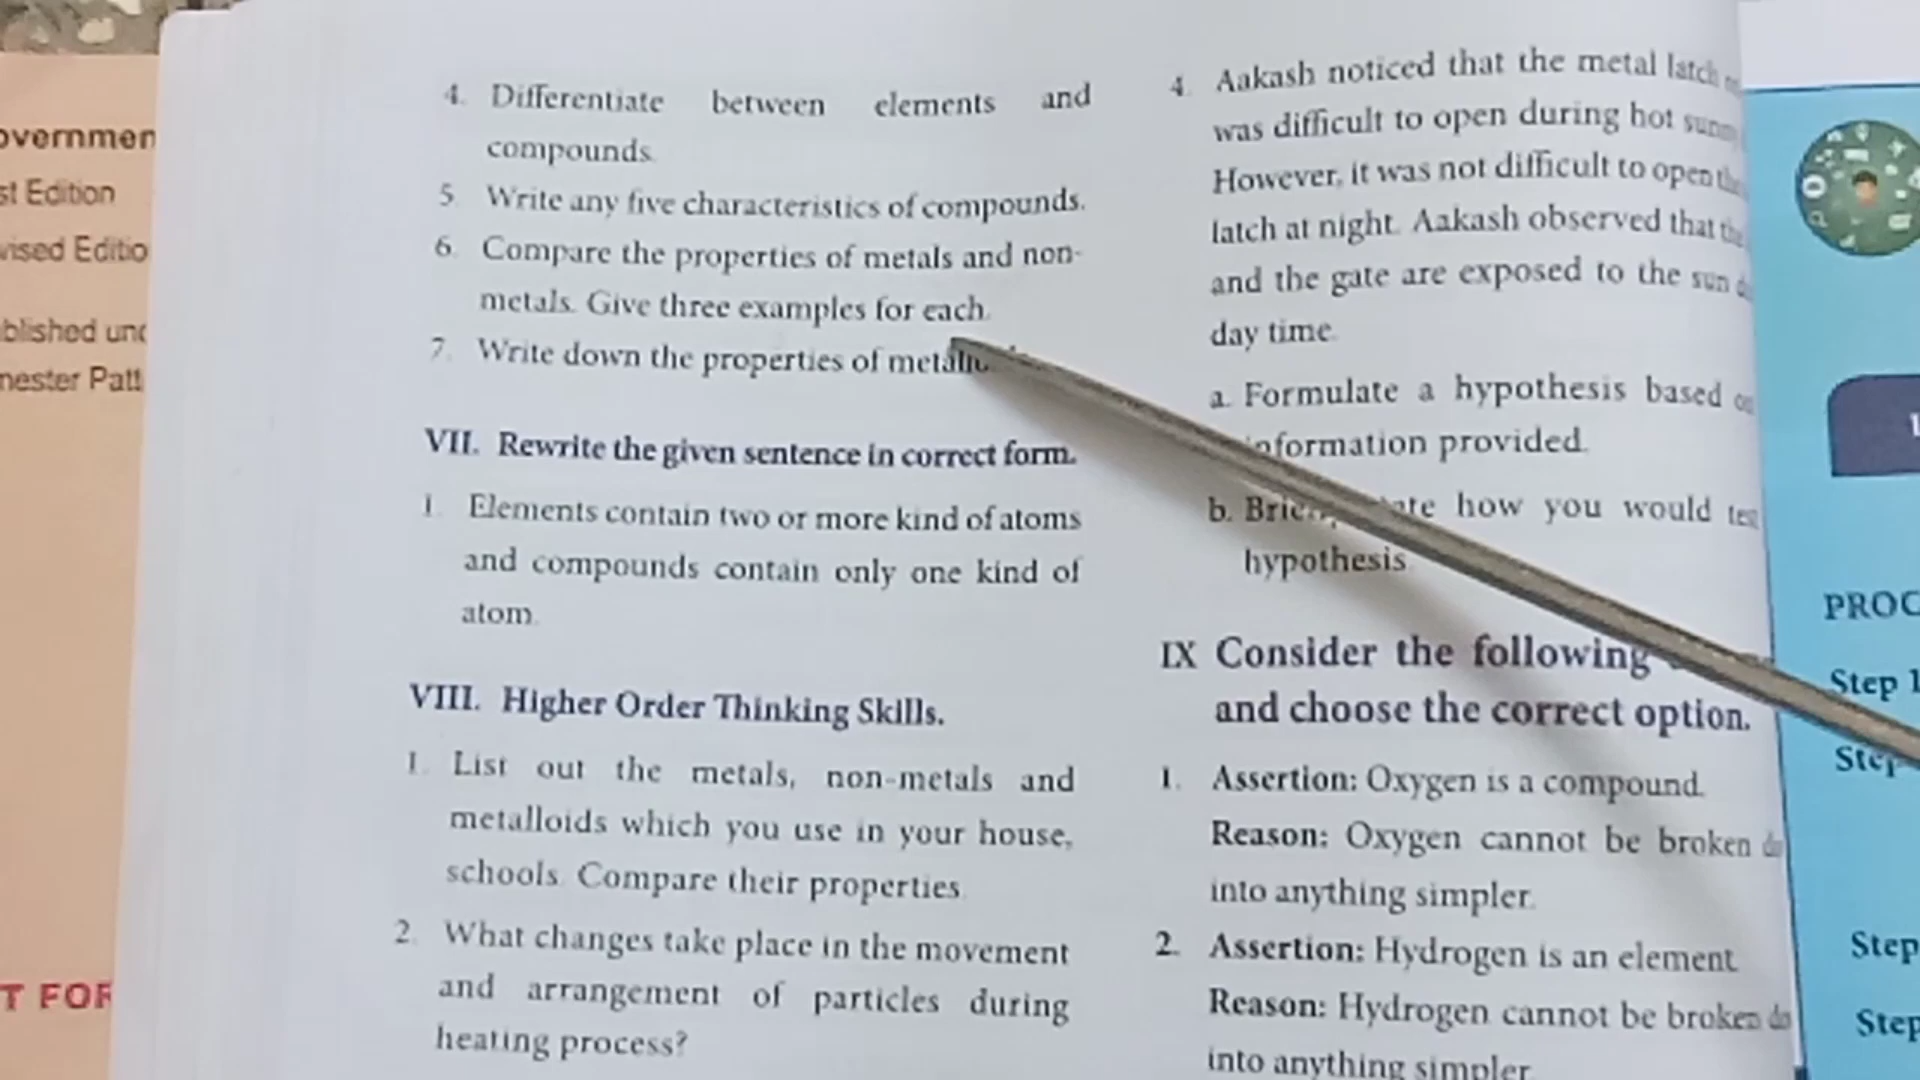 overnmen
st Edition
vised Editio
blished und
mester Patt
T FOR
4. Differentiate between elements and
compounds.
5. Write any five characteristics of compounds.
6. Compare the properties of metals and non-
metals. Give three examples for each.
7. Write down the properties of
VII. Rewrite the given sentence in correct form.
1. Elements contain two or more kind of atoms
and compounds contain only one kind of
atom.
VIII. Higher Order Thinking Skills.
1. List out the metals, non-metals and
metalloids which you use in your house,
schools. Compare their properties.
2. What changes take place in the movement
and arrangement of particles during
heating process?
4. Aakash noticed that the metal latch
was difficult to open during hot
However, it was not difficult to open
latch at night. Aakash observed that
and the gate are exposed to the sun
day time.
a. Formulate a hypothesis based
information provided.
b. how you would
hypothesis
IX Consider the following
and choose the correct option.
1. Assertion: Oxygen is a compound.
Reason: Oxygen cannot be broken
into anything simpler.
2. Assertion: Hydrogen is an element.
Reason: Hydrogen cannot be broken
into anything simpler.
PROC
Step 1
Step
Step
Step